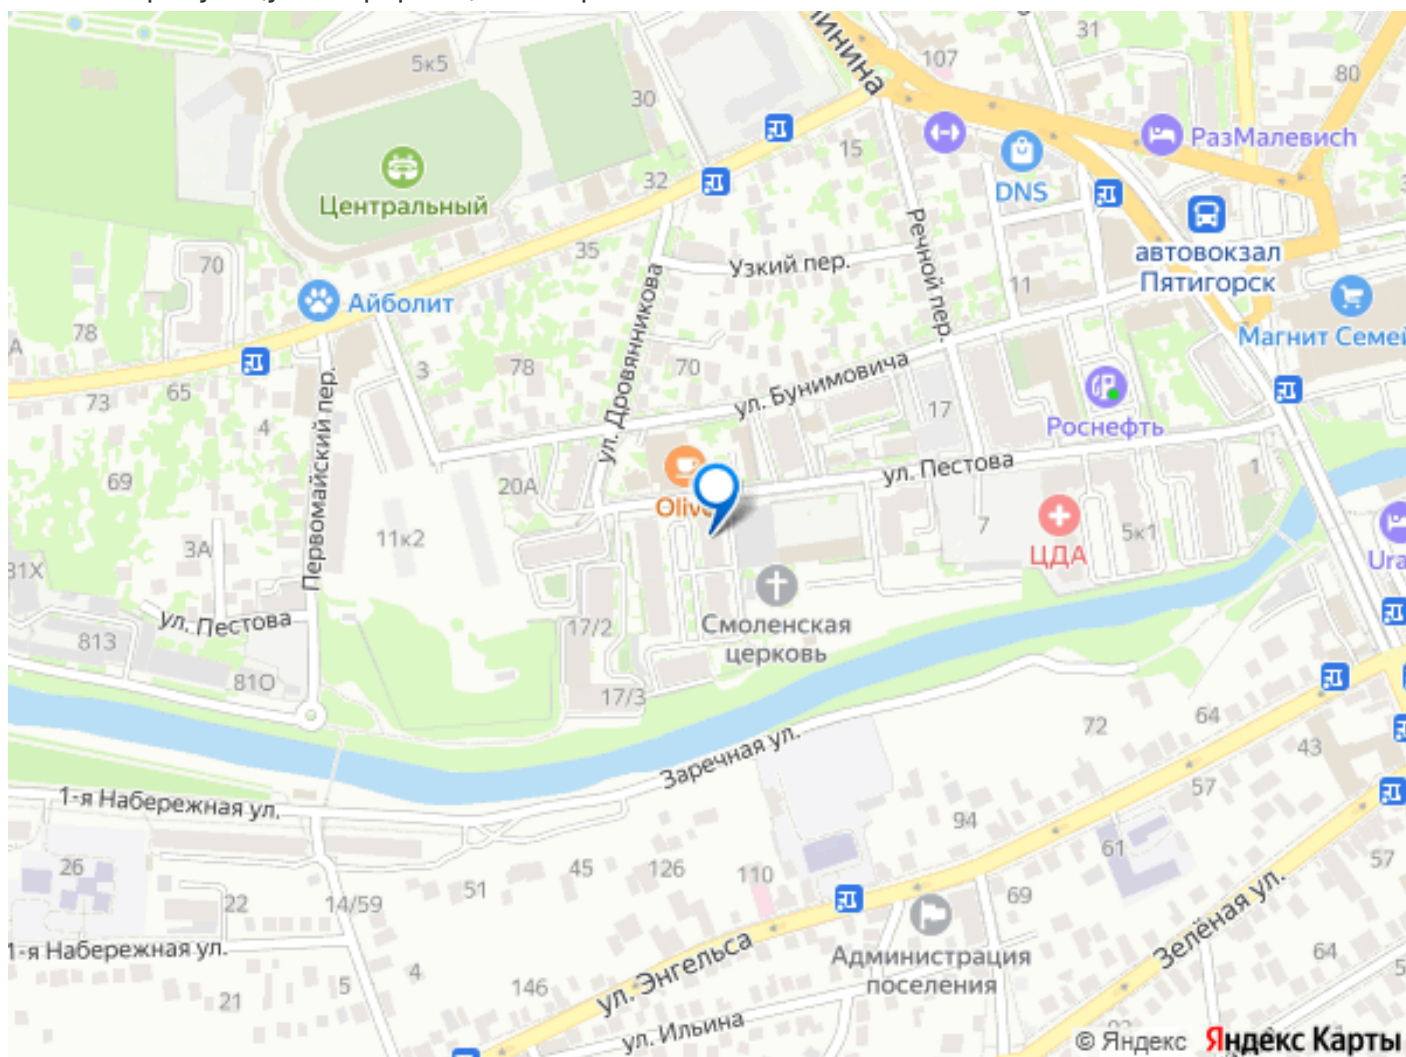 5к5
107
31
80
30
15
РазМалевич
DNS
Центральный
32
35
Речной пер.
автовокзал
Пятигорск
Узкий пер.
70
11
Айболит
78
ул. Дровянникова
Магнит Семей
3
78
70
65
73
4
Первомайский пер.
ул. Бунимовича
17
Роснефть
69
20А
Olive
ул. Пестова
1
7
5к1
ЦДА
11к2
3А
81Х
Ura
ул. Пестова
813
17/2
Смоленская
церковь
81О
17/3
72
64
43
Заречная ул.
1-я Набережная ул.
57
94
61
57
26
45
126
110
51
22
14/59
69
Зелёная ул.
1-я Набережная ул.
Администрация
поселения
64
4
5
146
ул. Энгельса
21
ул. Ильина
© Яндекс
Яндекс Карты